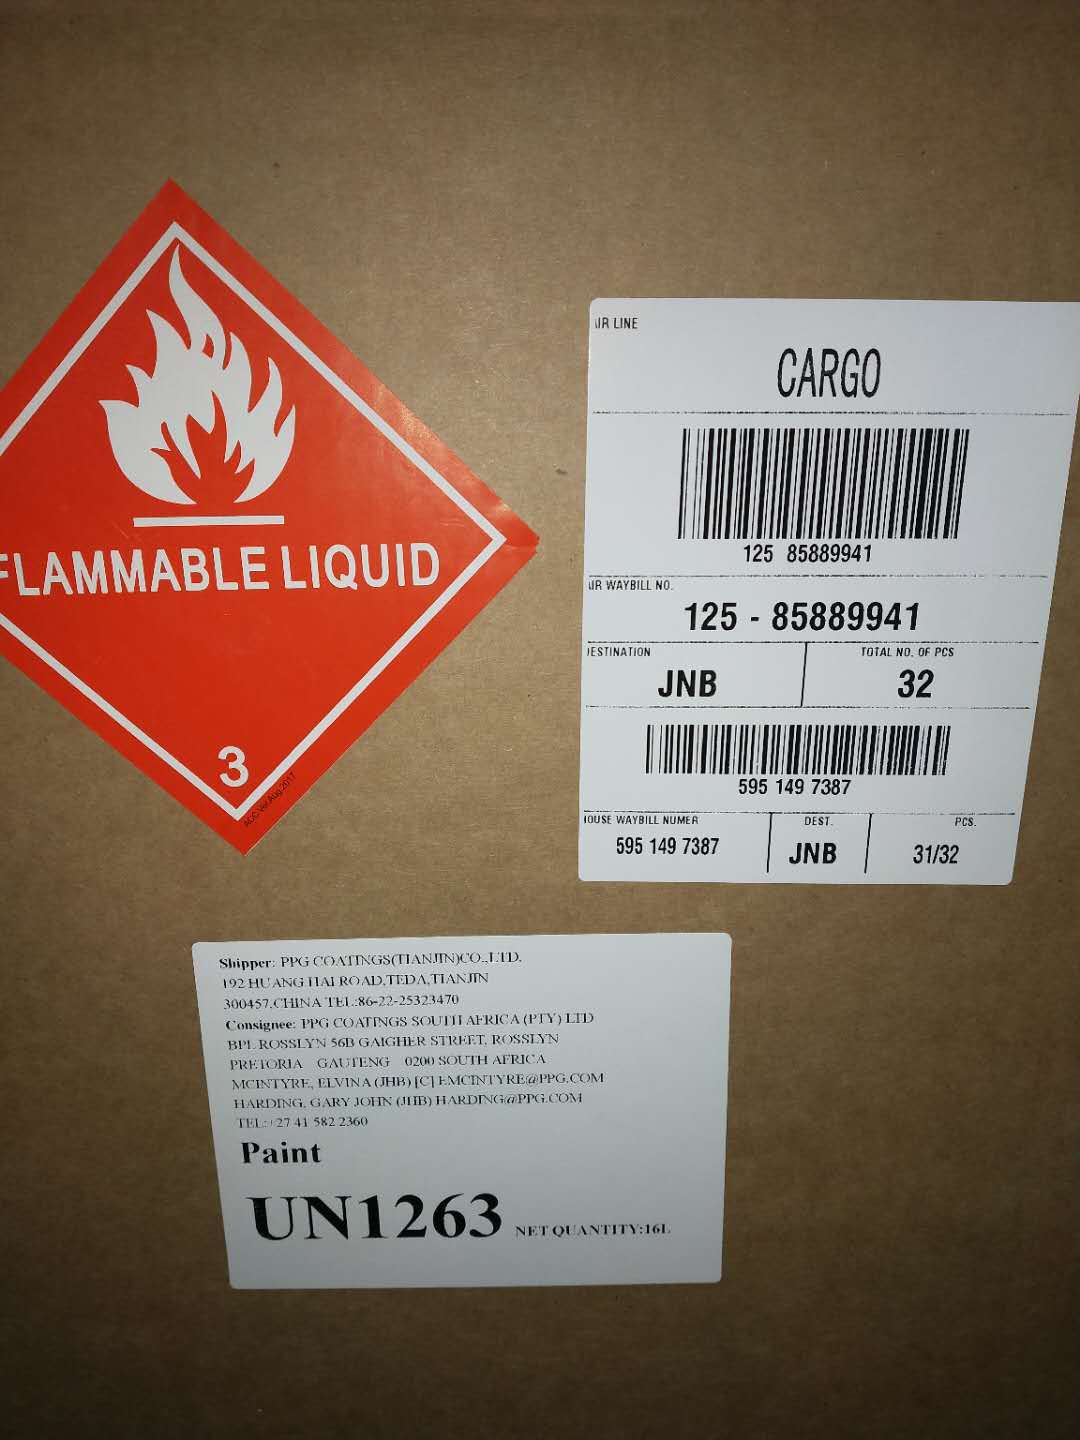 FLAMMABLE LIQUID
3
ACC Ver.Aug.2017
IR LINE
CARGO
125 85889941
IR WAYBILL NO.
125 - 85889941
ESTINATION
TOTAL NO. OF PCS
JNB
32
595 149 7387
OUSE WAYBILL NUMER
DEST.
PCS.
595 149 7387
JNB
31/32
Shipper: PPG COATINGS(TIANJIN)CO.,LTD.
192 HUANG HAI ROAD,TEDA,TIANJIN
300457,CHINA TEL:86-22-25323470
Consignee: PPG COATINGS SOUTH AFRICA (PTY) LTD
BPL ROSSLYN 56B GAIGHER STREET, ROSSLYN
PRETORIA GAUTENG 0200 SOUTH AFRICA
MCINTYRE, ELVINA (JHB) [C] EMCINTYRE@PPG.COM
HARDING, GARY JOHN (JHB) HARDING@PPG.COM
TEL:+27 41 582 2360
Paint
UN1263 NET QUANTITY:16L